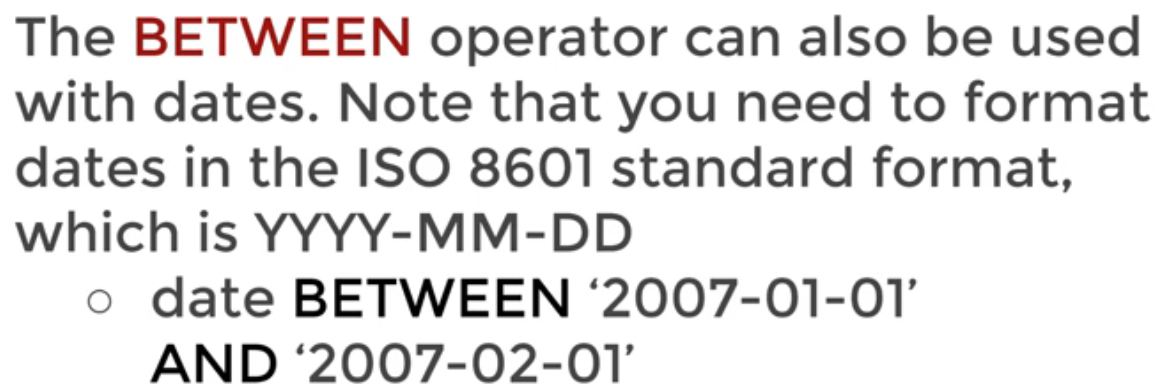 The BETWEEN operator can also be used
with dates. Note that you need to format
dates in the ISO 8601 standard format,
which is YYYY-MM-DD
○ date BETWEEN ‘2007-01-01’
AND ‘2007-02-01’